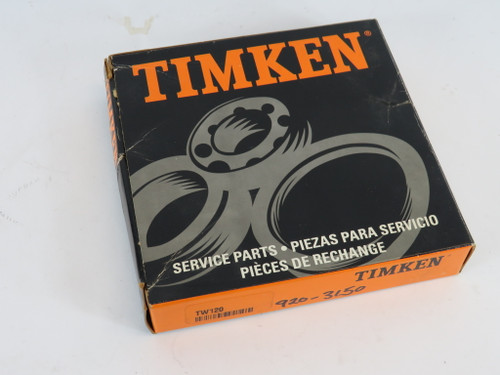 TIMKEN®
SERVICE PARTS • PIEZAS PARA SERVICIO
PIÈCES DE RECHANGE
TW120
920-3150
TIMKEN